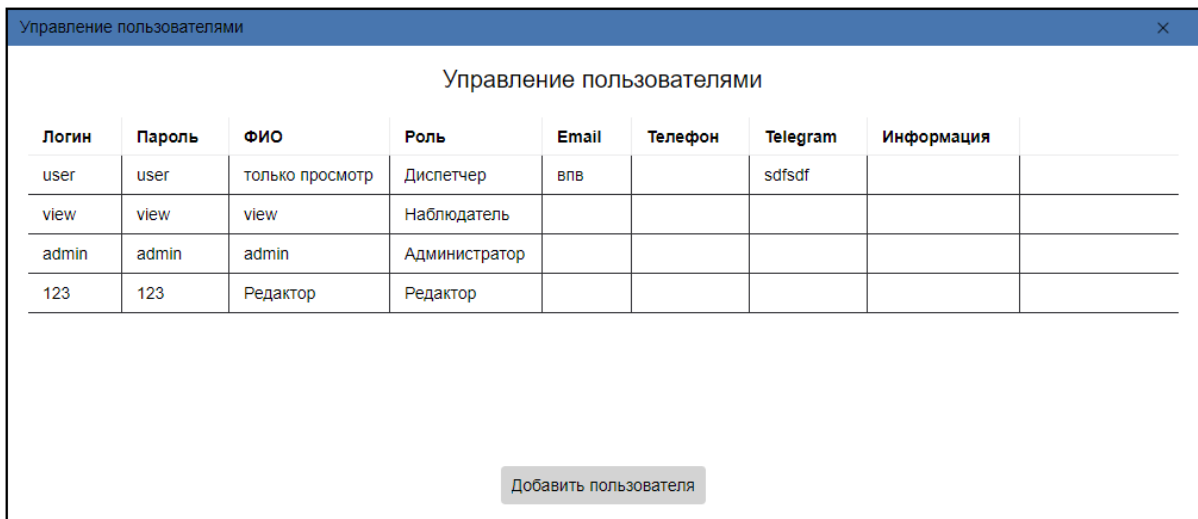 Управление пользователями
Управление пользователями
Логин Пароль ФИО Роль Email Телефон Telegram Информация
user user только просмотр Диспетчер впв sdfsdf
view view view Наблюдатель
admin admin admin Администратор
123 123 Редактор Редактор
Добавить пользователя